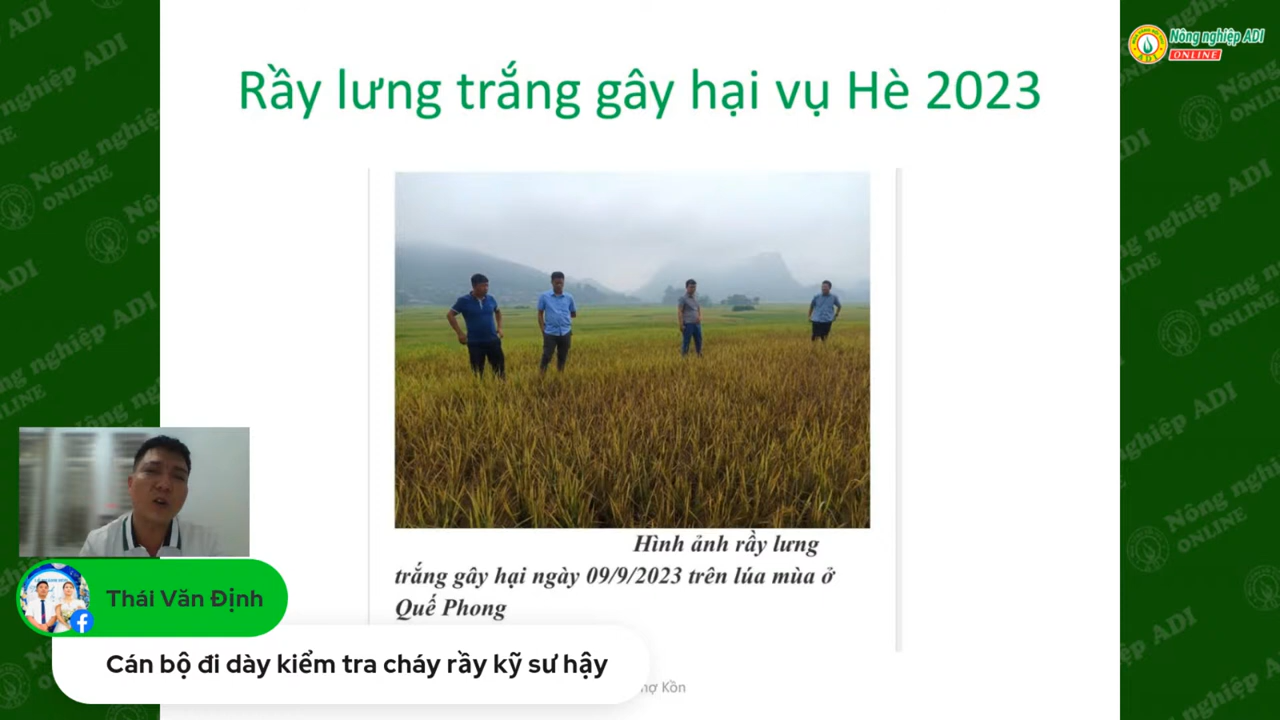 Nông nghiệp ADI
ONLINE
Rầy lưng trắng gây hại vụ Hè 2023
Hình ảnh rầy lưng
trắng gây hại ngày 09/9/2023 trên lúa mùa ở
Quế Phong
Thái Văn Định
Cán bộ đi dày kiểm tra cháy rầy kỹ sư hậy
Kồn